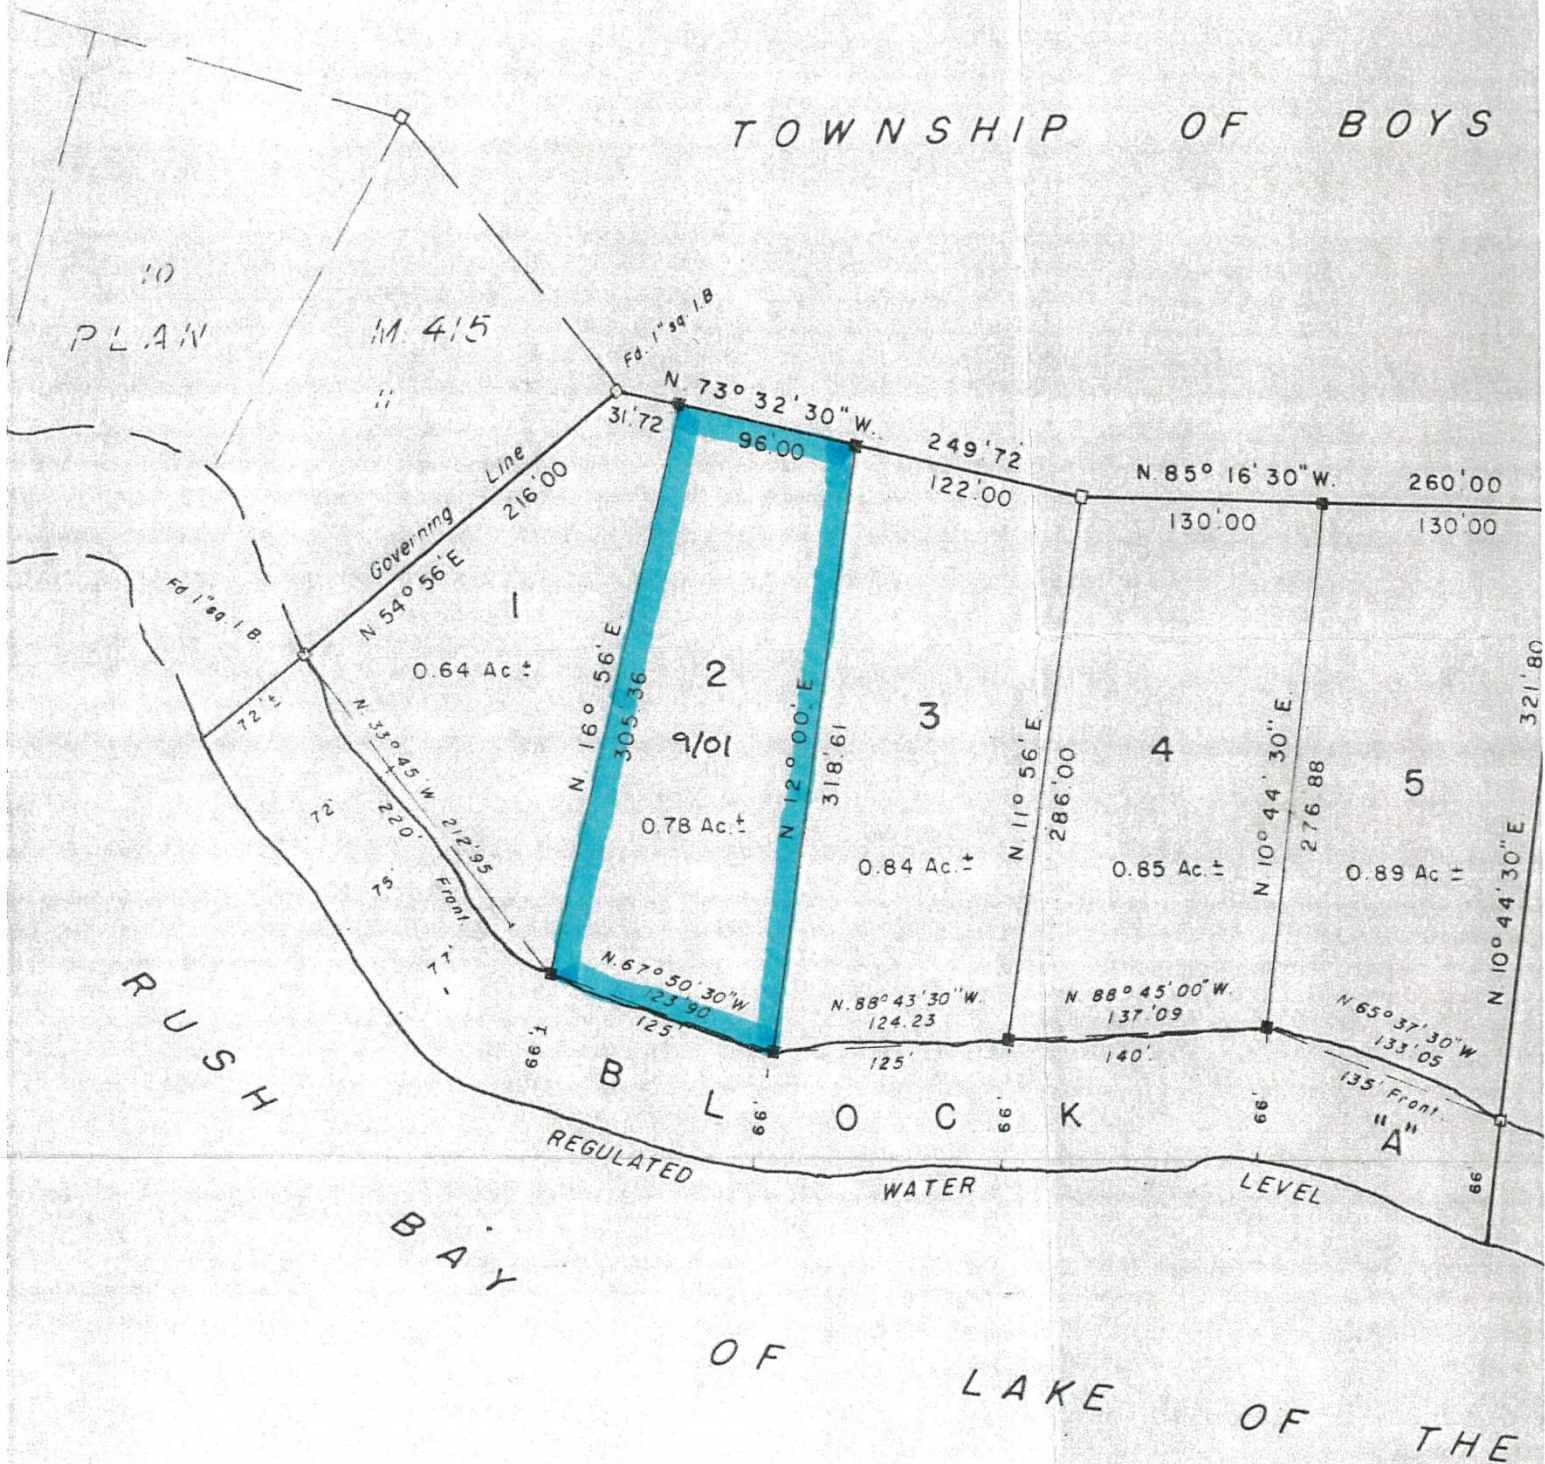 TOWNSHIP OF BOYS
10
PLAN M. 415
11
Fd. 1" sq. I.B
N. 73° 32' 30" W.
31.'72
96.'00
249.'72
122.'00
N. 85° 16' 30" W.
260.'00
130.'00
130.'00
Governing Line
216.'00
N 54° 56' E
Fd 1" sq. I.B.
72'±
1
0.64 Ac ±
N 16° 56' E.
305.'36
2
9/01
0.78 Ac.±
N 12° 00' E
318.'61
3
0.84 Ac.±
N 11° 56' E.
286.'00
4
0.85 Ac.±
N 10° 44' 30" E.
276.88
5
0.89 Ac ±
N 10° 44' 30" E
321.'80
N. 33° 45' W
212.'95
220'
Front.
72'
75'
77'
N. 67° 50' 30" W
123.'90
125'
N. 88° 43' 30" W.
124.23
125'
N. 88° 45' 00" W.
137.'09
140'
N 65° 37' 30" W
133.'05
135' Front.
66'±
66'
66'
66'
66'
BLOCK "A"
REGULATED WATER LEVEL
RUSH BAY OF LAKE OF THE